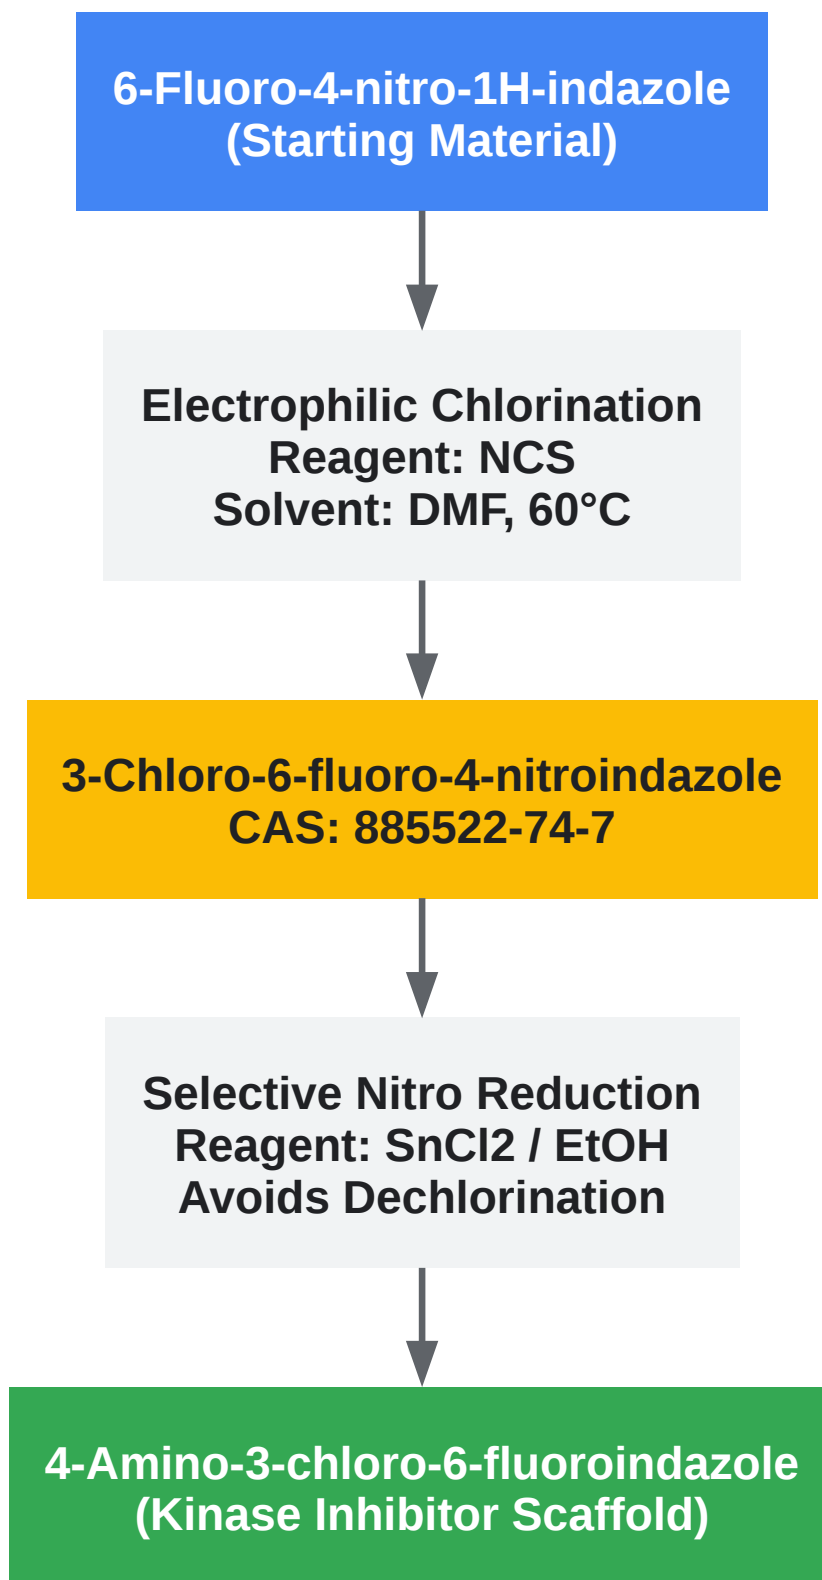 6-Fluoro-4-nitro-1H-indazole
(Starting Material)
Electrophilic Chlorination
Reagent: NCS
Solvent: DMF, 60°C
3-Chloro-6-fluoro-4-nitroindazole
CAS: 885522-74-7
Selective Nitro Reduction
Reagent: SnCl2 / EtOH
Avoids Dechlorination
4-Amino-3-chloro-6-fluoroindazole
(Kinase Inhibitor Scaffold)